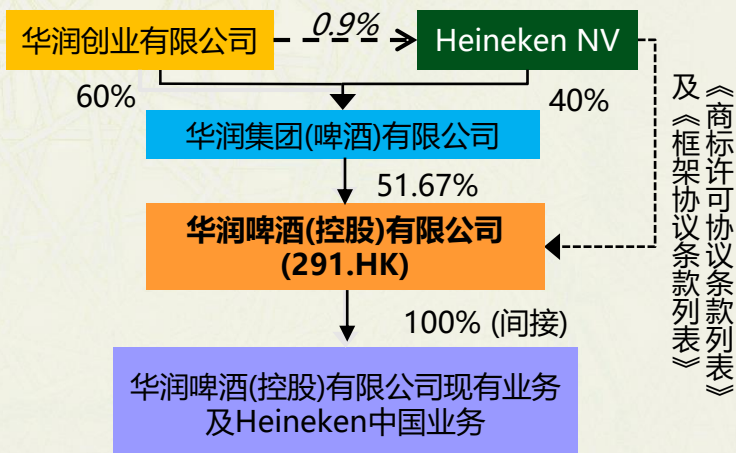 华润创业有限公司
0.9%
Heineken NV
60%
40%
华润集团(啤酒)有限公司
51.67%
华润啤酒(控股)有限公司
(291.HK)
100% (间接)
华润啤酒(控股)有限公司现有业务
及Heineken中国业务
《商标许可协议条款列表》
及《框架协议条款列表》